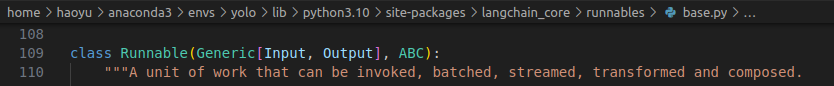 home > haoyu > anaconda3 > envs > yolo > lib > python3.10 > site-packages > langchain_core > runnables > base.py > ...
108
109 class Runnable(Generic[Input, Output], ABC):
110 """A unit of work that can be invoked, batched, streamed, transformed and composed.